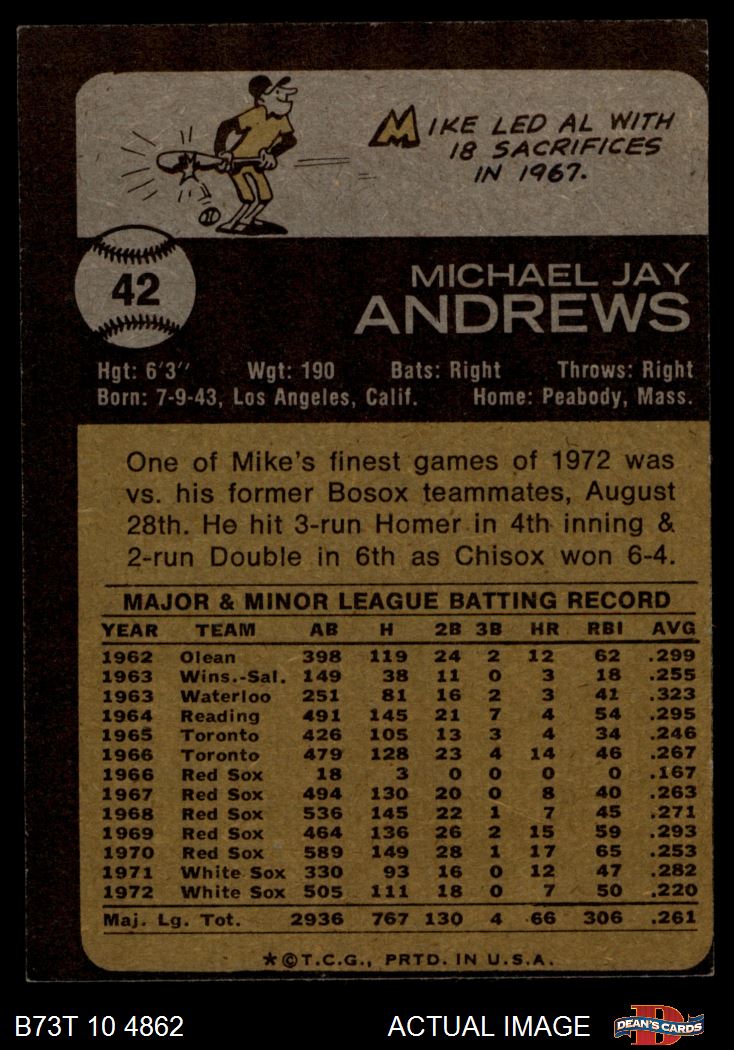 MIKE LED AL WITH
18 SACRIFICES
IN 1967.
42
MICHAEL JAY
ANDREWS
Hgt: 6'3" Wgt: 190 Bats: Right Throws: Right
Born: 7-9-43, Los Angeles, Calif. Home: Peabody, Mass.
One of Mike's finest games of 1972 was
vs. his former Bosox teammates, August
28th. He hit 3-run Homer in 4th inning &
2-run Double in 6th as Chisox won 6-4.
MAJOR & MINOR LEAGUE BATTING RECORD
YEAR TEAM AB H 2B 3B HR RBI AVG
1962 Olean 398 119 24 2 12 62 .299
1963 Wins.-Sal. 149 38 11 0 3 18 .255
1963 Waterloo 251 81 16 2 3 41 .323
1964 Reading 491 145 21 7 4 54 .295
1965 Toronto 426 105 13 3 4 34 .246
1966 Toronto 479 128 23 4 14 46 .267
1966 Red Sox 18 3 0 0 0 0 .167
1967 Red Sox 494 130 20 0 8 40 .263
1968 Red Sox 536 145 22 1 7 45 .271
1969 Red Sox 464 136 26 2 15 59 .293
1970 Red Sox 589 149 28 1 17 65 .253
1971 White Sox 330 93 16 0 12 47 .282
1972 White Sox 505 111 18 0 7 50 .220
Maj. Lg. Tot. 2936 767 130 4 66 306 .261
★©T.C.G., PRTD. IN U.S.A.
B73T 10 4862 ACTUAL IMAGE D DEAN'S CARDS